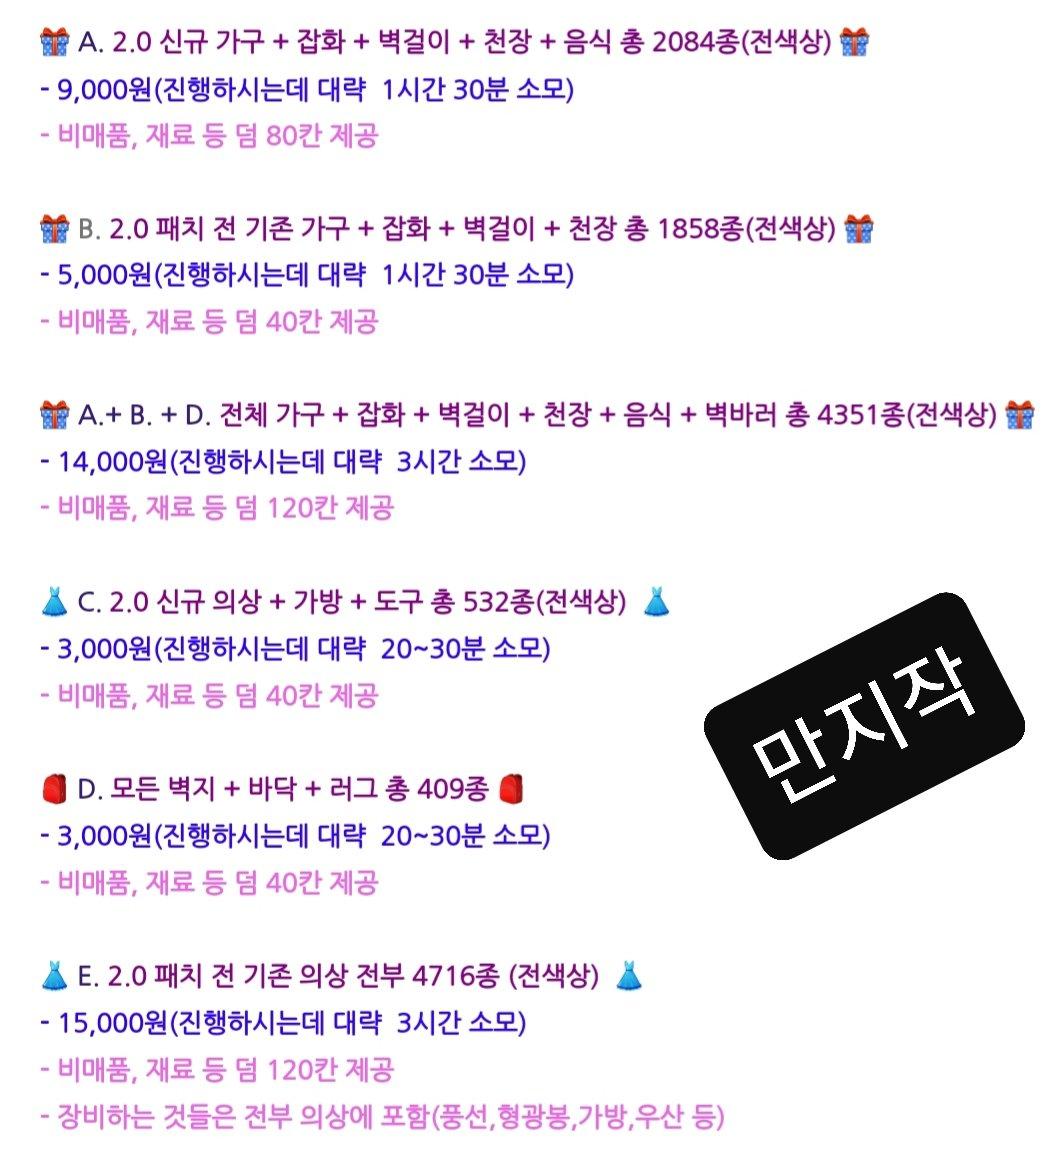 🎁 A. 2.0 신규 가구 + 잡화 + 벽걸이 + 천장 + 음식 총 2084종(전색상) 🎁
- 9,000원(진행하시는데 대략 1시간 30분 소모)
- 비매품, 재료 등 덤 80칸 제공
🎁 B. 2.0 패치 전 기존 가구 + 잡화 + 벽걸이 + 천장 총 1858종(전색상) 🎁
- 5,000원(진행하시는데 대략 1시간 30분 소모)
- 비매품, 재료 등 덤 40칸 제공
🎁 A.+ B. + D. 전체 가구 + 잡화 + 벽걸이 + 천장 + 음식 + 벽바러 총 4351종(전색상) 🎁
- 14,000원(진행하시는데 대략 3시간 소모)
- 비매품, 재료 등 덤 120칸 제공
👗 C. 2.0 신규 의상 + 가방 + 도구 총 532종(전색상) 👗
- 3,000원(진행하시는데 대략 20~30분 소모)
- 비매품, 재료 등 덤 40칸 제공
만지작
🎒 D. 모든 벽지 + 바닥 + 러그 총 409종 🎒
- 3,000원(진행하시는데 대략 20~30분 소모)
- 비매품, 재료 등 덤 40칸 제공
👗 E. 2.0 패치 전 기존 의상 전부 4716종 (전색상) 👗
- 15,000원(진행하시는데 대략 3시간 소모)
- 비매품, 재료 등 덤 120칸 제공
- 장비하는 것들은 전부 의상에 포함(풍선,형광봉,가방,우산 등)